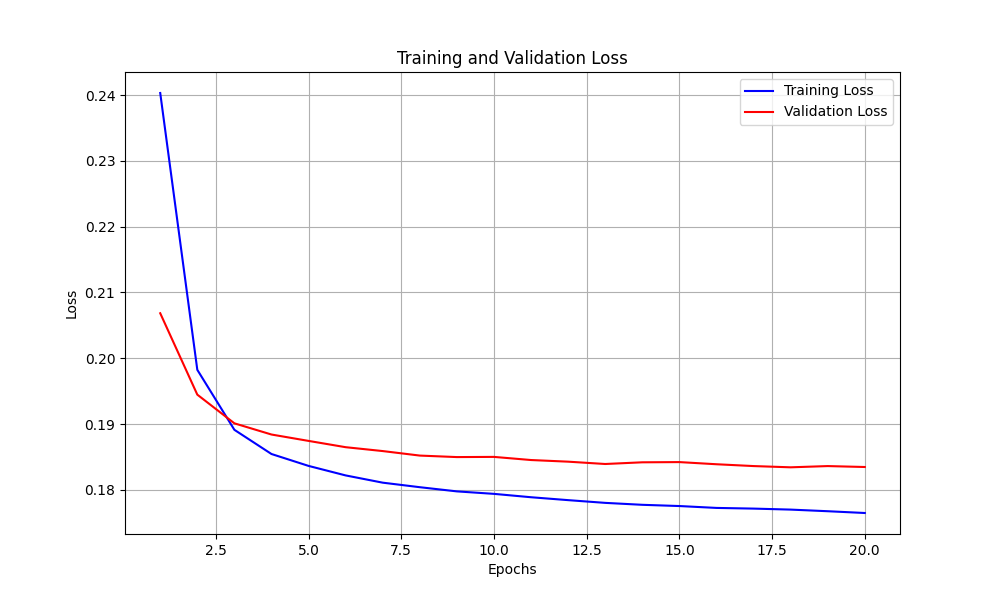 Training and Validation Loss
Training Loss
Validation Loss
0.24
0.23
0.22
0.21
0.20
0.19
0.18
Loss
2.5 5.0 7.5 10.0 12.5 15.0 17.5 20.0
Epochs